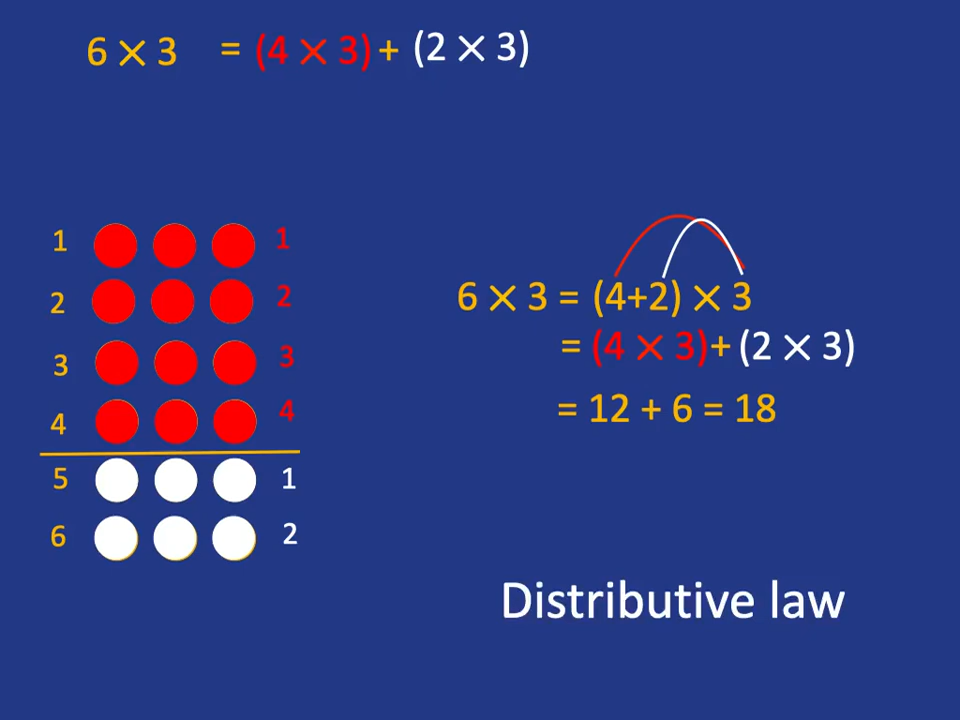 6 × 3 = (4 × 3) + (2 × 3)
1 1
2 2
3 3
4 4
5 1
6 2
6 × 3 = (4+2) × 3
= (4 × 3) + (2 × 3)
= 12 + 6 = 18
Distributive law